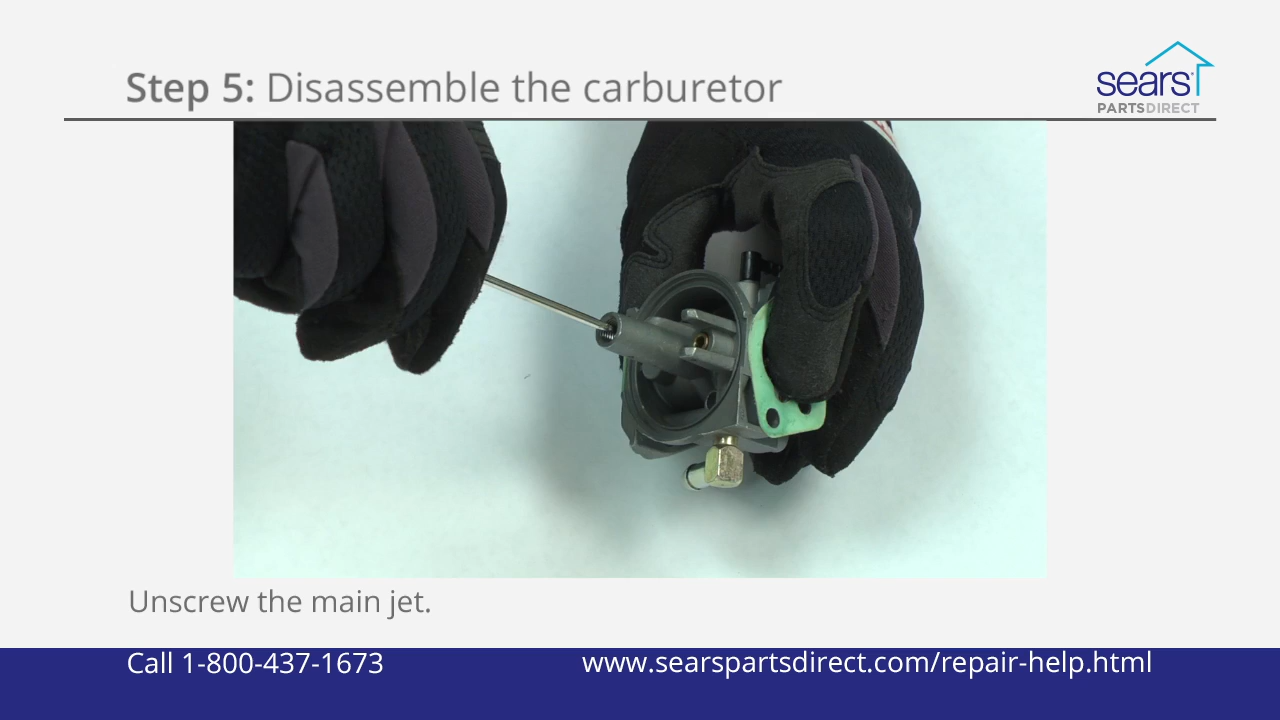 Step 5: Disassemble the carburetor
sears
PARTSDIRECT
Unscrew the main jet.
Call 1-800-437-1673
www.searspartsdirect.com/repair-help.html